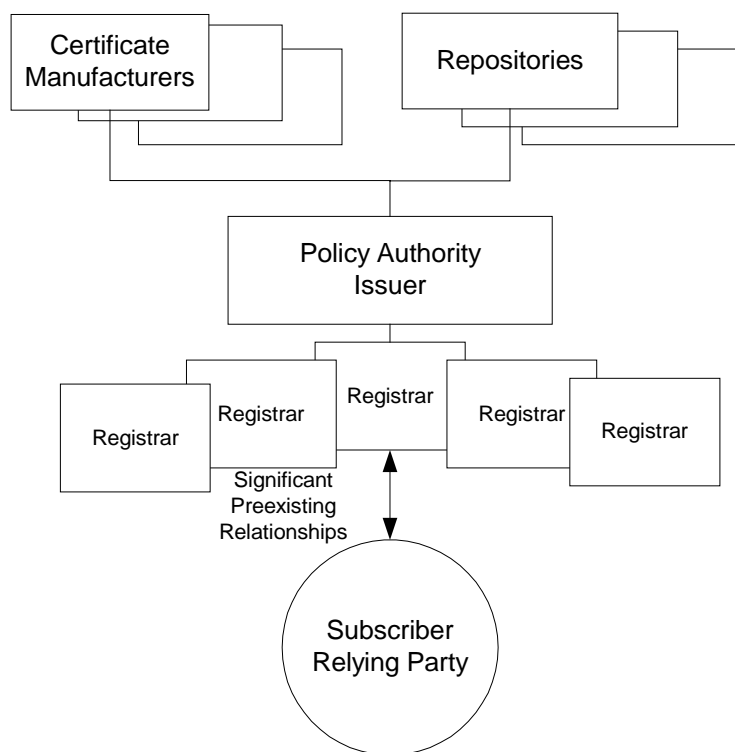 Certificate
Manufacturers
Repositories
Policy Authority
Issuer
Registrar
Registrar
Registrar
Registrar
Registrar
Significant
Preexisting
Relationships
Subscriber
Relying Party